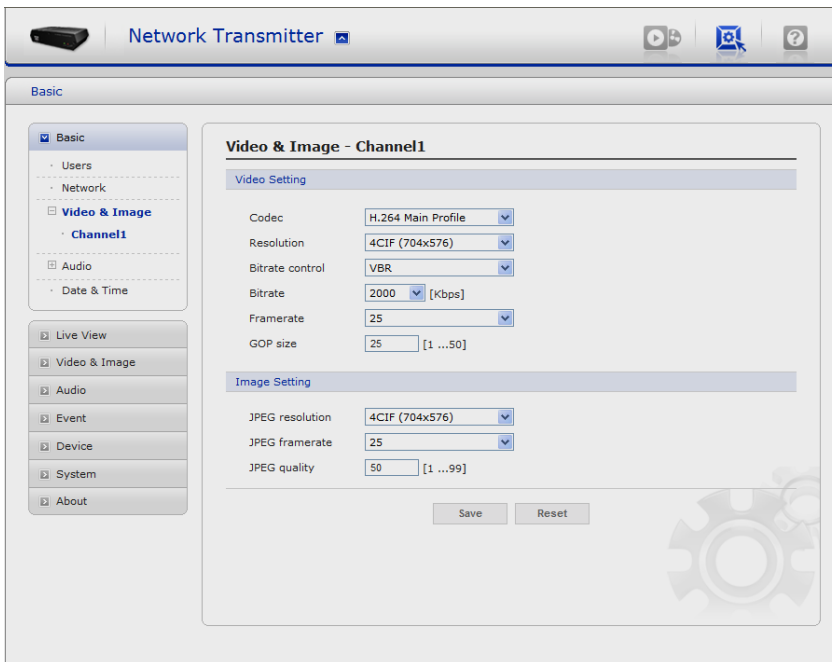 Network Transmitter
?
Basic
Basic
Users
Network
Video & Image
Channel1
Audio
Date & Time
Live View
Video & Image
Audio
Event
Device
System
About
Video & Image - Channel1
Video Setting
Codec H.264 Main Profile
Resolution 4CIF (704x576)
Bitrate control VBR
Bitrate 2000 [Kbps]
Framerate 25
GOP size 25 [1 ...50]
Image Setting
JPEG resolution 4CIF (704x576)
JPEG framerate 25
JPEG quality 50 [1 ...99]
Save Reset